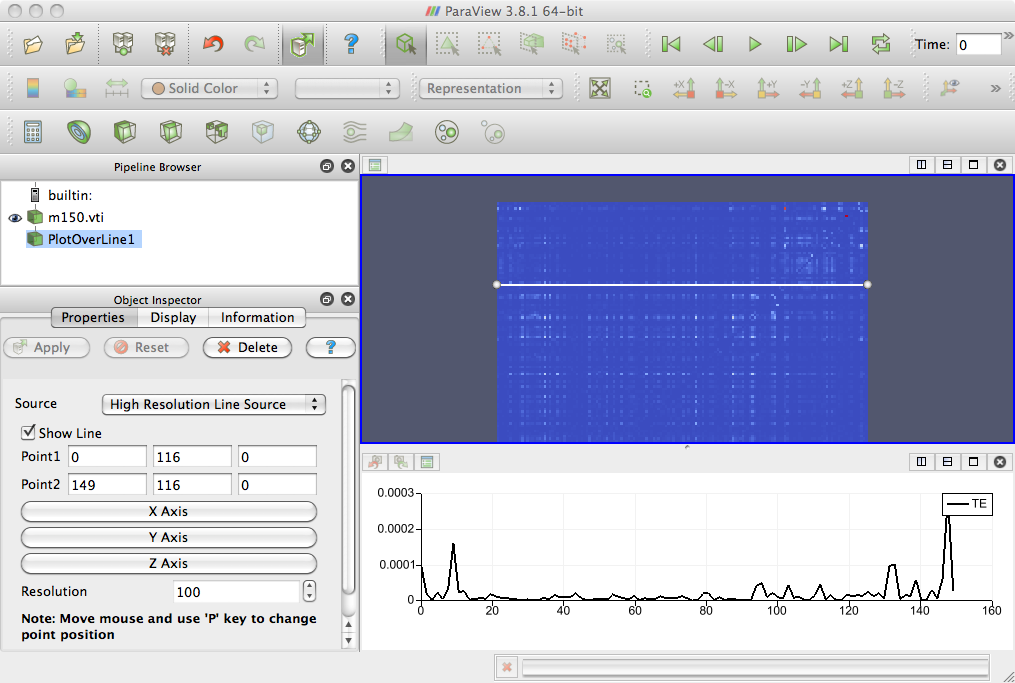 ParaView 3.8.1 64-bit
?
Time: 0
»
Solid Color
Representation
+X -X +Y -Y +Z -Z
»
Pipeline Browser
builtin:
m150.vti
PlotOverLine1
Object Inspector
Properties Display Information
Apply Reset Delete ?
Source High Resolution Line Source
Show Line
Point1 0 116 0
Point2 149 116 0
X Axis
Y Axis
Z Axis
Resolution 100
Note: Move mouse and use 'P' key to change
point position
0.0003
0.0002
0.0001
0
TE
0 20 40 60 80 100 120 140 160